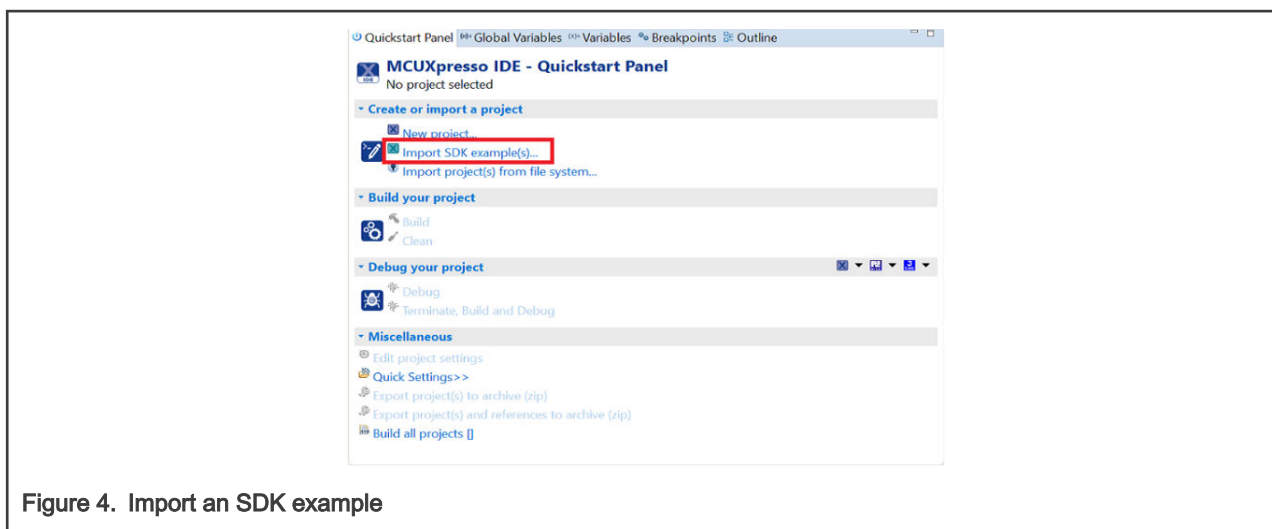 Quickstart Panel (x)= Global Variables (x)= Variables Breakpoints Outline
MCUXpresso IDE - Quickstart Panel
IDE
No project selected
Create or import a project
New project...
Import SDK example(s)...
Import project(s) from file system...
Build your project
Build
Clean
Debug your project
Debug
Terminate, Build and Debug
Miscellaneous
Edit project settings
Quick Settings>>
Export project(s) to archive (zip)
Export project(s) and references to archive (zip)
Build all projects []
Figure 4. Import an SDK example